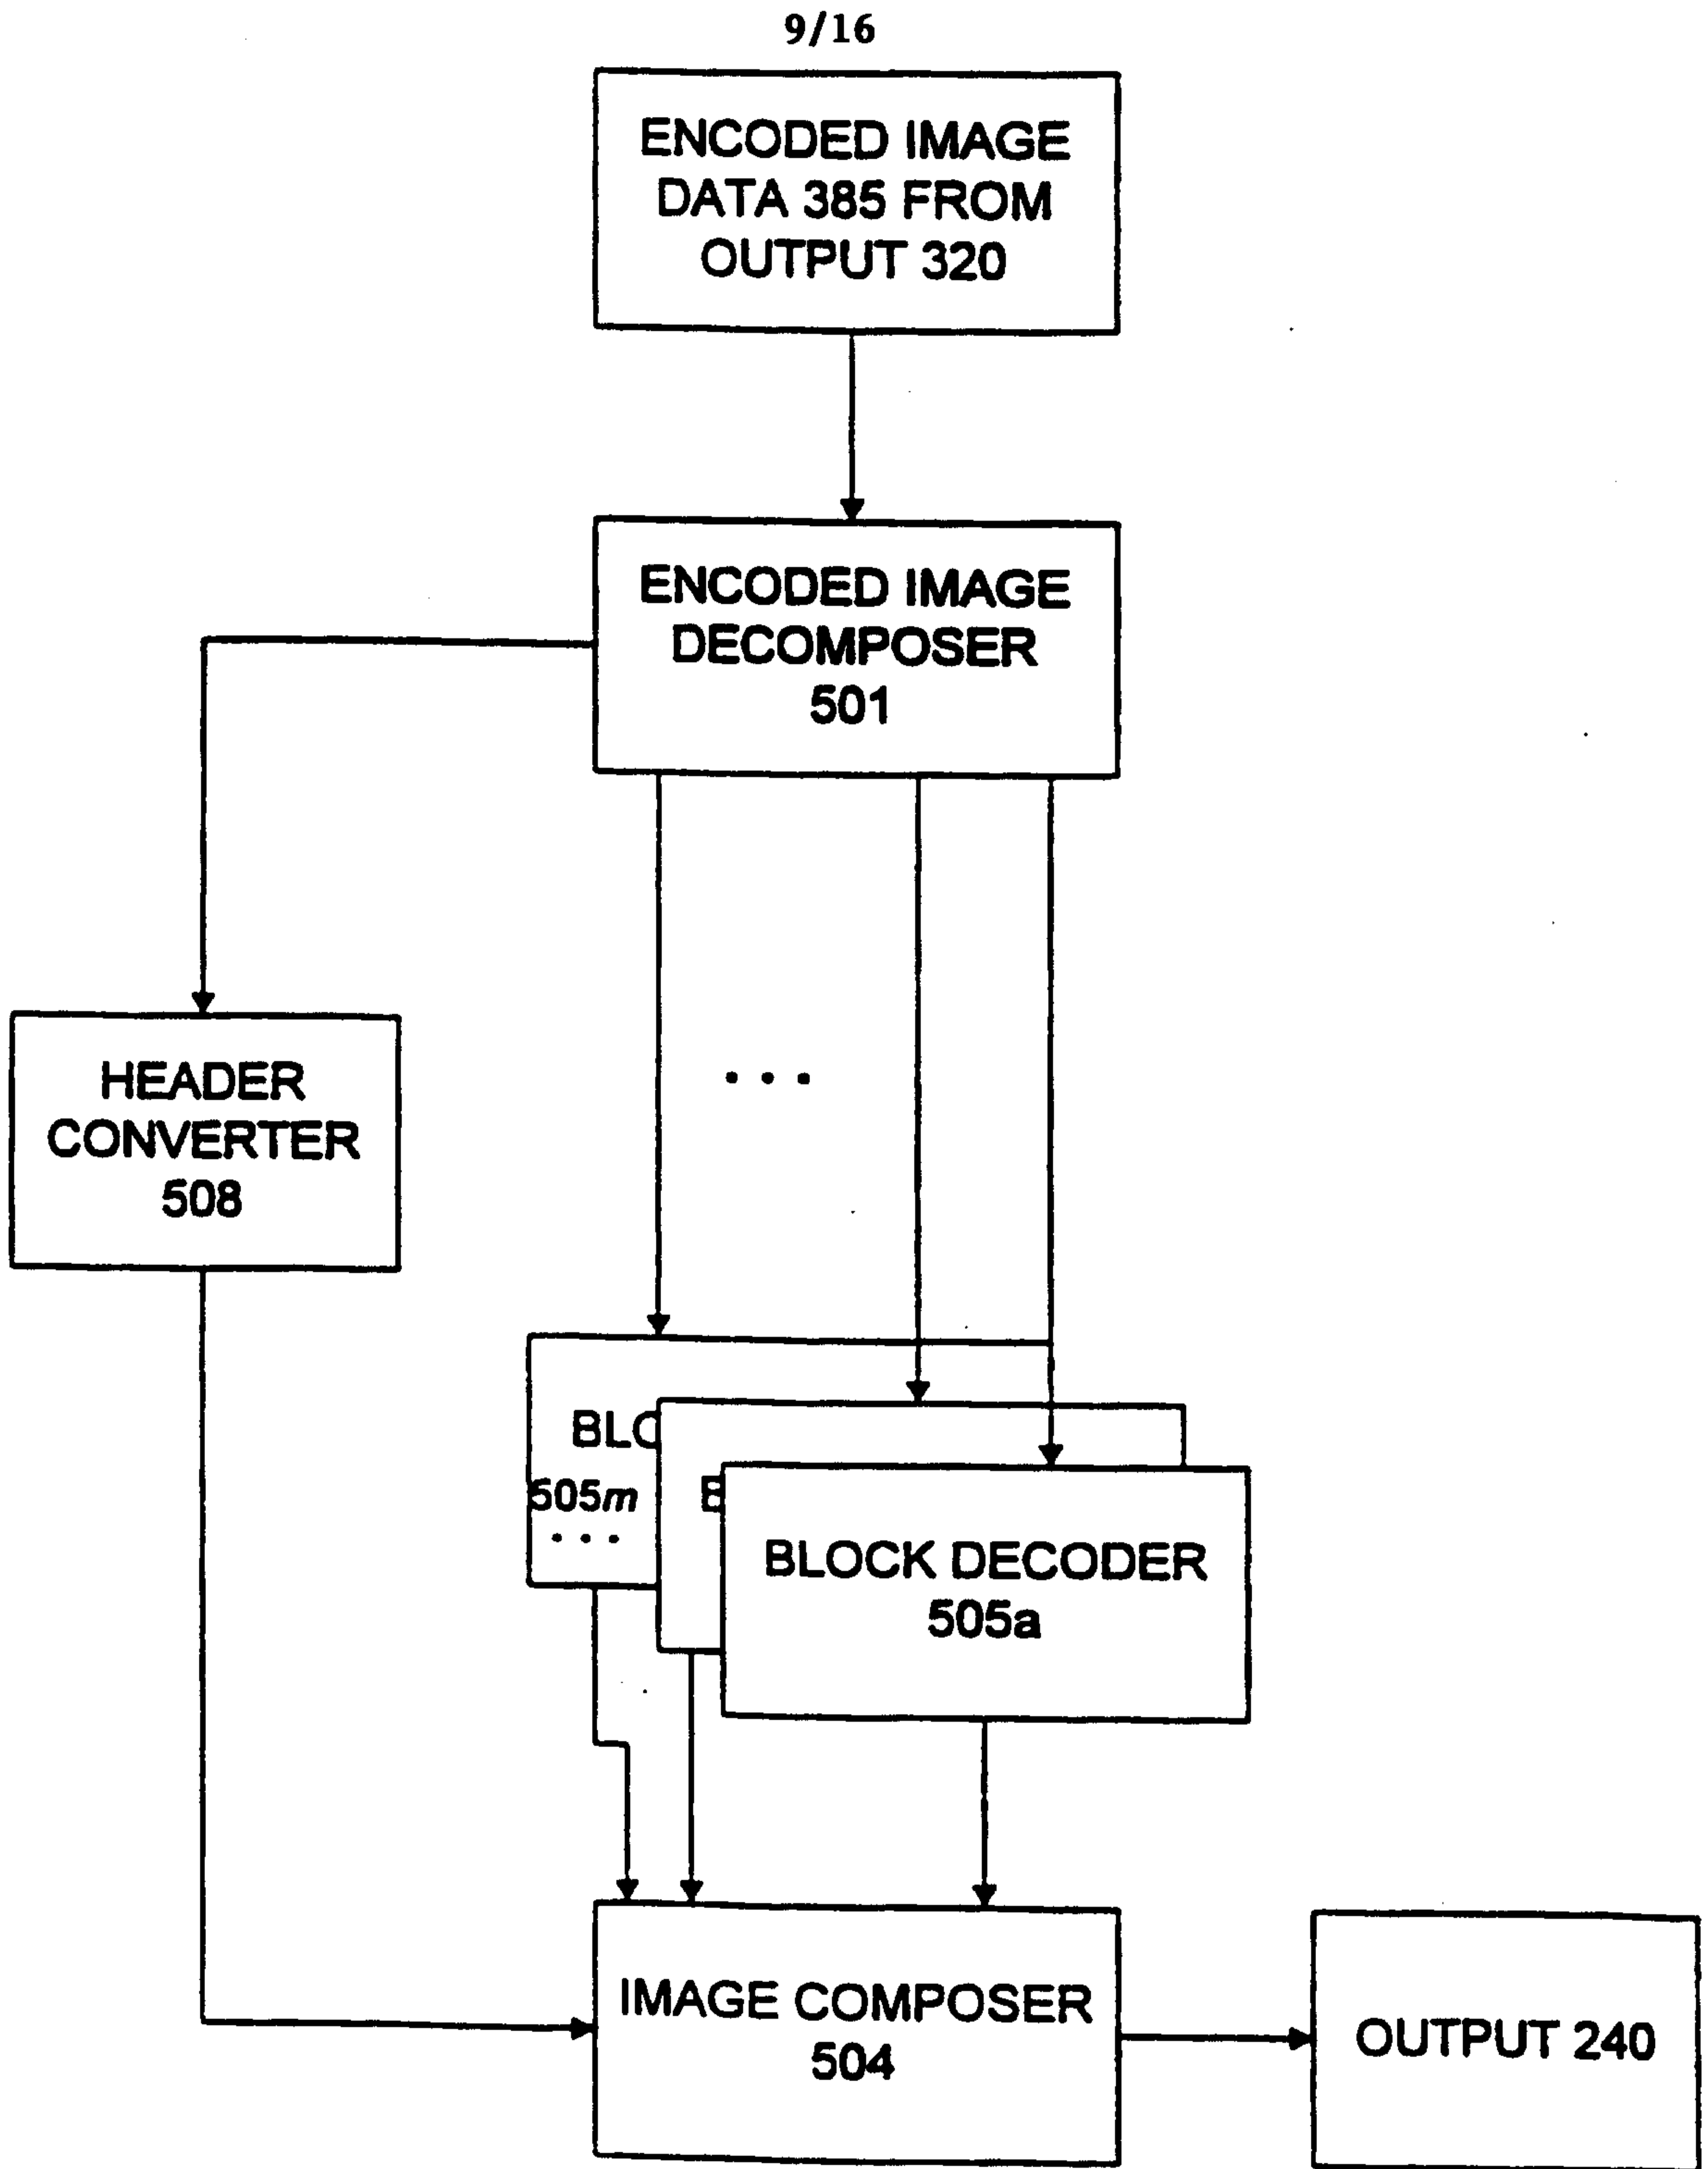 9/16
ENCODED IMAGE
DATA 385 FROM
OUTPUT 320
ENCODED IMAGE
DECOMPOSER
501
HEADER
CONVERTER
508
• • •
505m
• • •
BLOCK DECODER
505a
IMAGE COMPOSER
504
OUTPUT 240